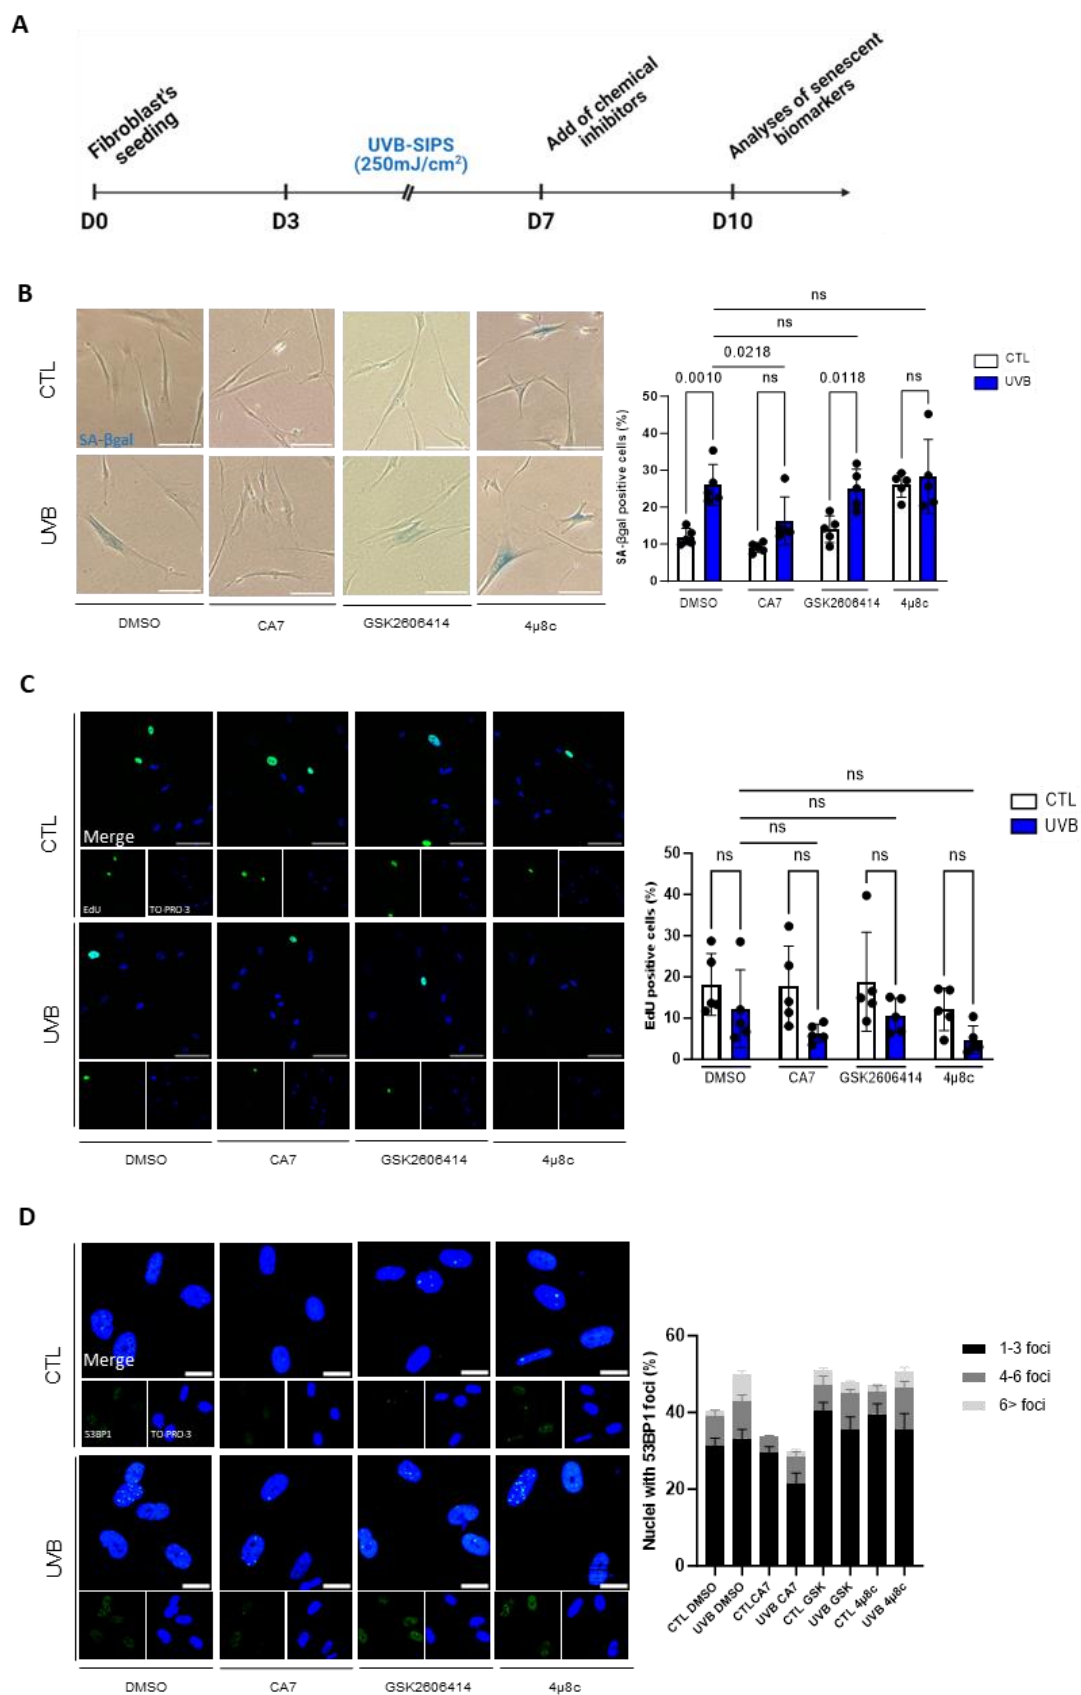 A
Fibroblast's
seeding
UVB-SIPS
(250mJ/cm²)
Add of chemical
inhibitors
Analyses of senescent
biomarkers
D0
D3
D7
D10
B
CTL
UVB
SA-βgal
DMSO
CA7
GSK2606414
4µ8c
ns
ns
0.0218
0.0010
ns
0.0118
ns
CTL
UVB
SA-βgal positive cells (%)
50
40
30
20
10
0
DMSO
CA7
GSK2606414
4µ8c
C
CTL
UVB
Merge
EdU
TO-PRO-3
DMSO
CA7
GSK2606414
4µ8c
ns
ns
ns
ns
ns
ns
ns
CTL
UVB
EdU positive cells (%)
50
40
30
20
10
0
DMSO
CA7
GSK2606414
4µ8c
D
CTL
UVB
Merge
53BP1
TO-PRO-3
DMSO
CA7
GSK2606414
4µ8c
Nuclei with 53BP1 foci (%)
60
40
20
0
1-3 foci
4-6 foci
6> foci
CTL DMSO
UVB DMSO
CTLCA7
UVB CA7
CTL GSK
UVB GSK
CTL 4µ8c
UVB 4µ8c